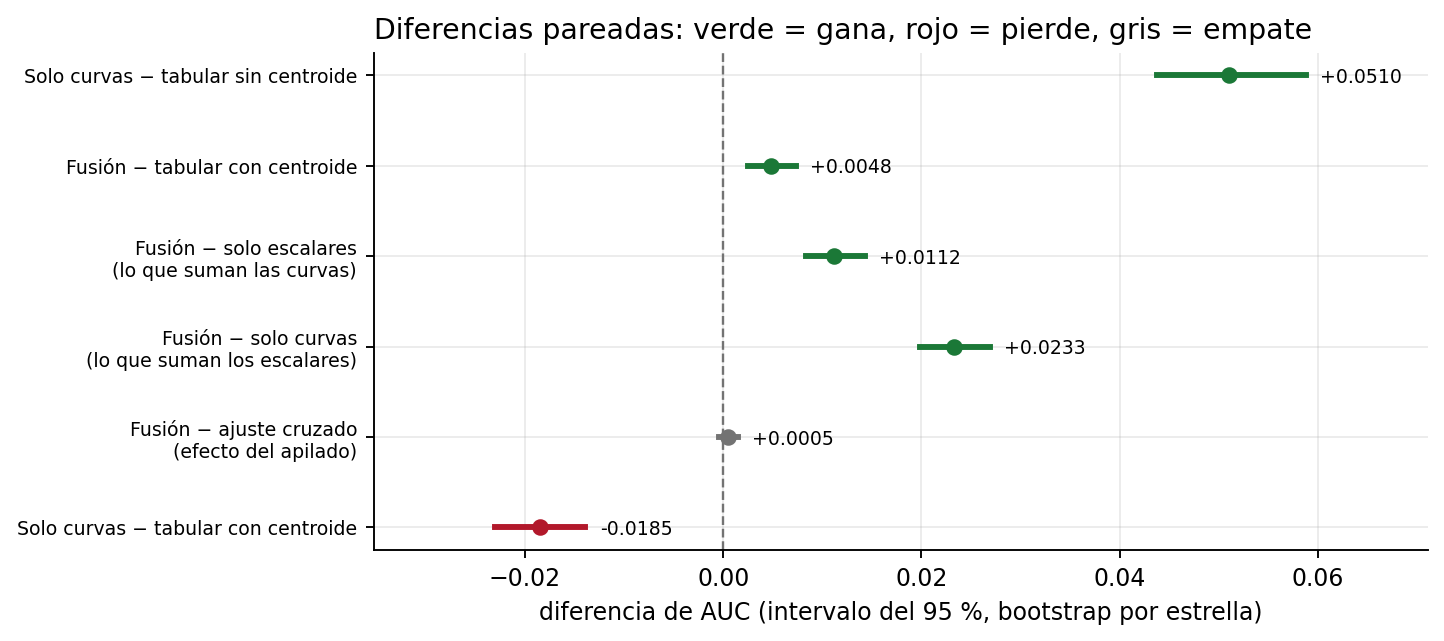 Diferencias pareadas: verde = gana, rojo = pierde, gris = empate
Solo curvas − tabular sin centroide
+0.0510
Fusión − tabular con centroide
+0.0048
Fusión − solo escalares
(lo que suman las curvas)
+0.0112
Fusión − solo curvas
(lo que suman los escalares)
+0.0233
Fusión − ajuste cruzado
(efecto del apilado)
+0.0005
Solo curvas − tabular con centroide
-0.0185
−0.02 0.00 0.02 0.04 0.06
diferencia de AUC (intervalo del 95 %, bootstrap por estrella)